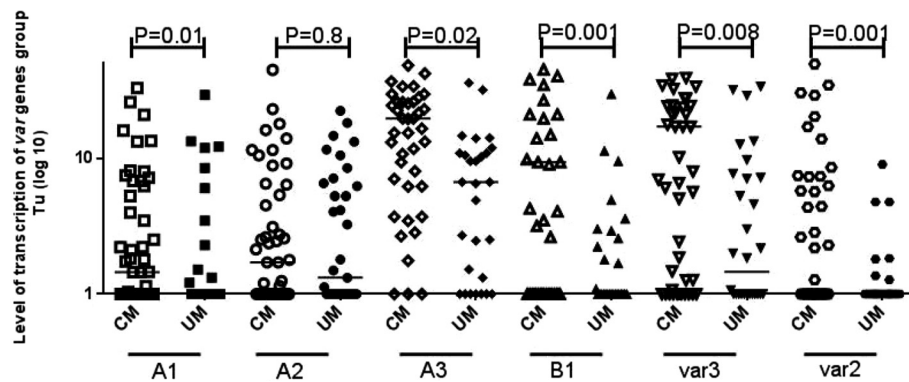 P=0.01 P=0.8 P=0.02 P=0.001 P=0.008 P=0.001
Level of transcription of var genes group
Tu (log 10)
10
1
CM UM CM UM CM UM CM UM CM UM CM UM
A1 A2 A3 B1 var3 var2